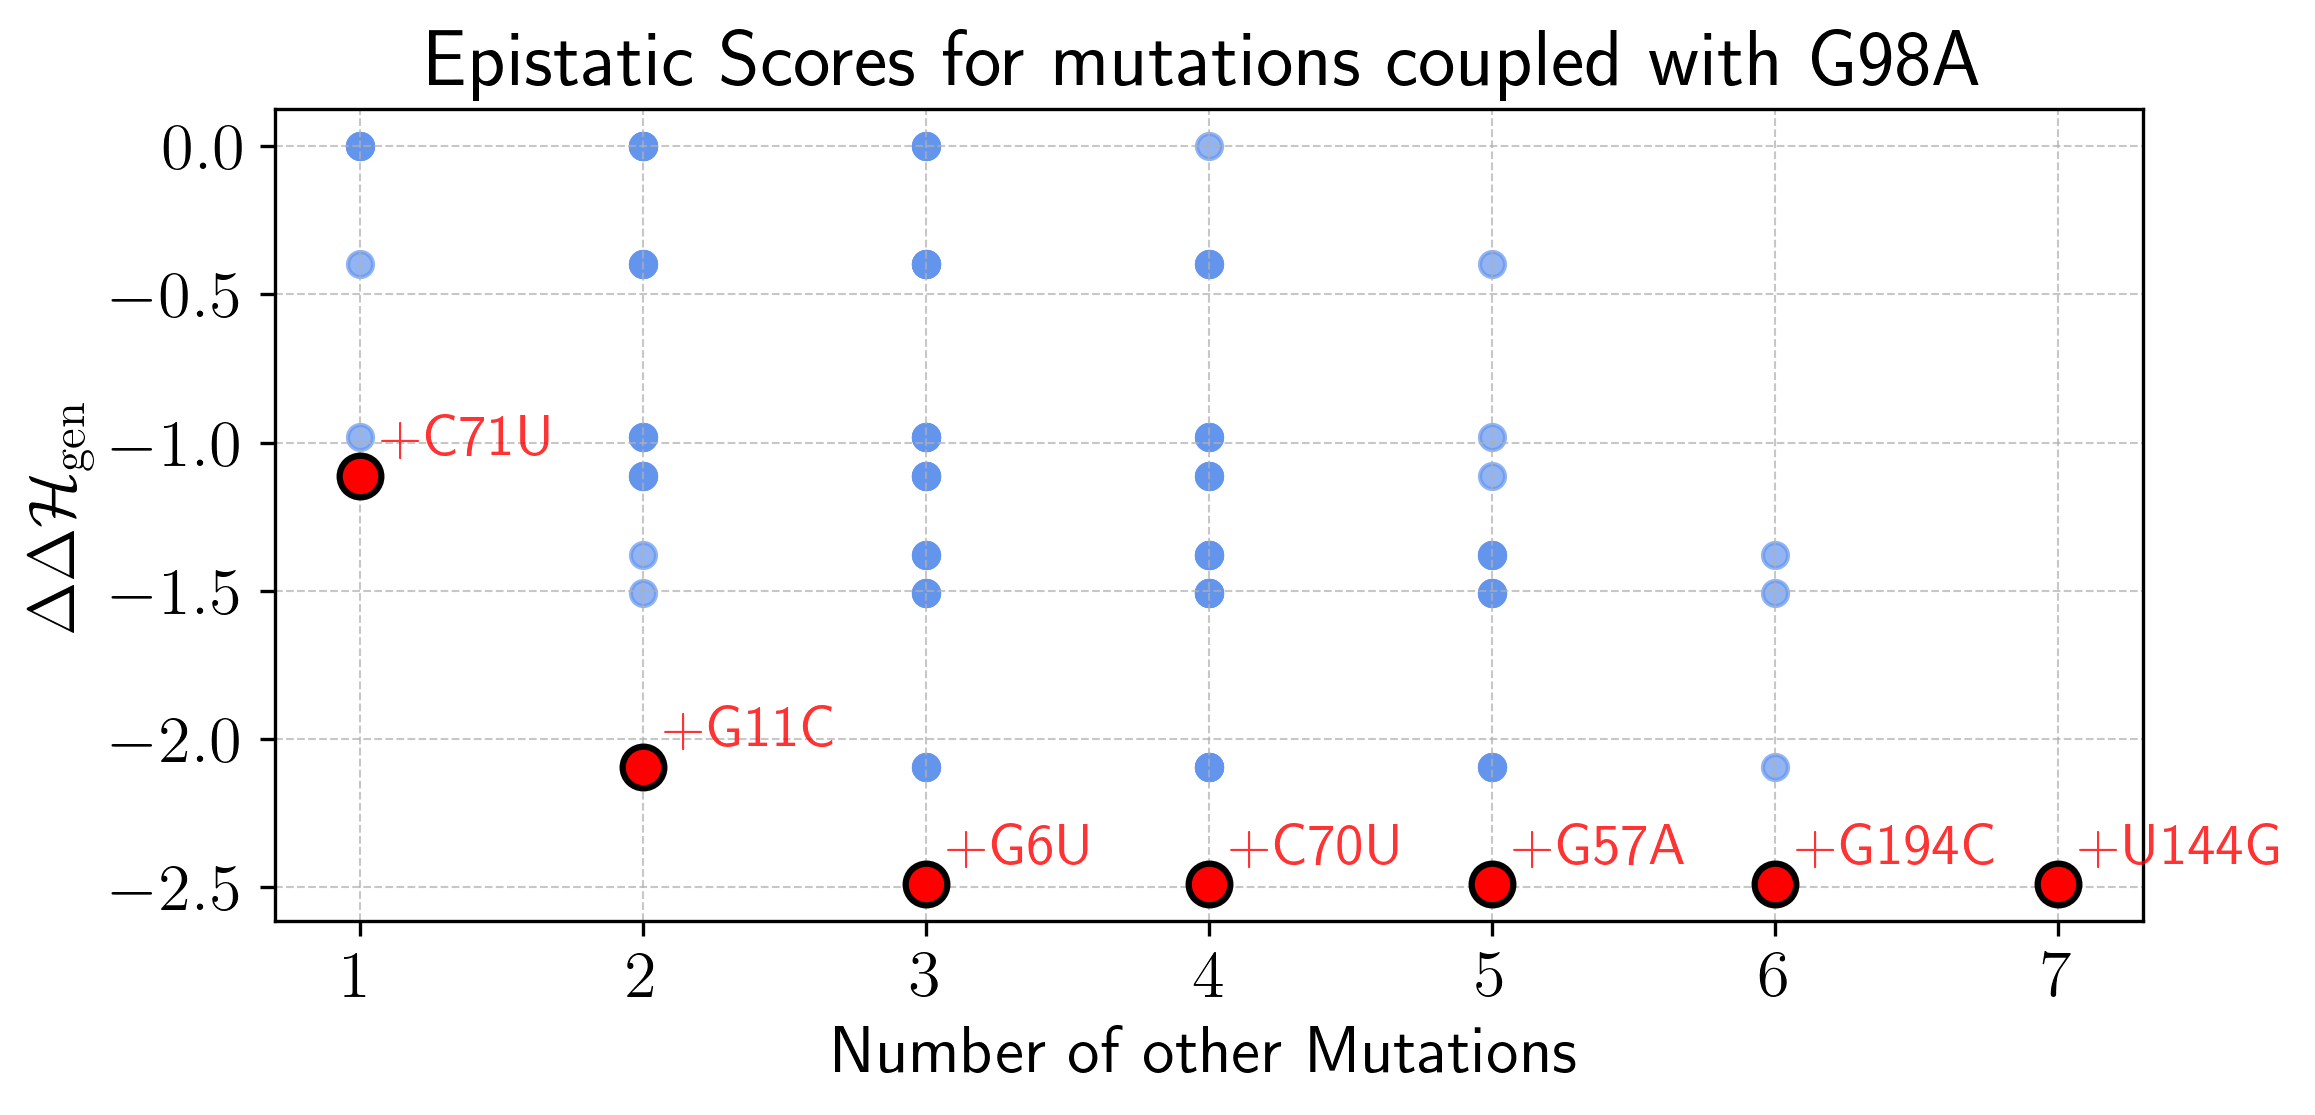 Epistatic Scores for mutations coupled with G98A
ΔΔℋgen
0.0
−0.5
−1.0
−1.5
−2.0
−2.5
+C71U
+G11C
+G6U
+C70U
+G57A
+G194C
+U144G
1 2 3 4 5 6 7
Number of other Mutations